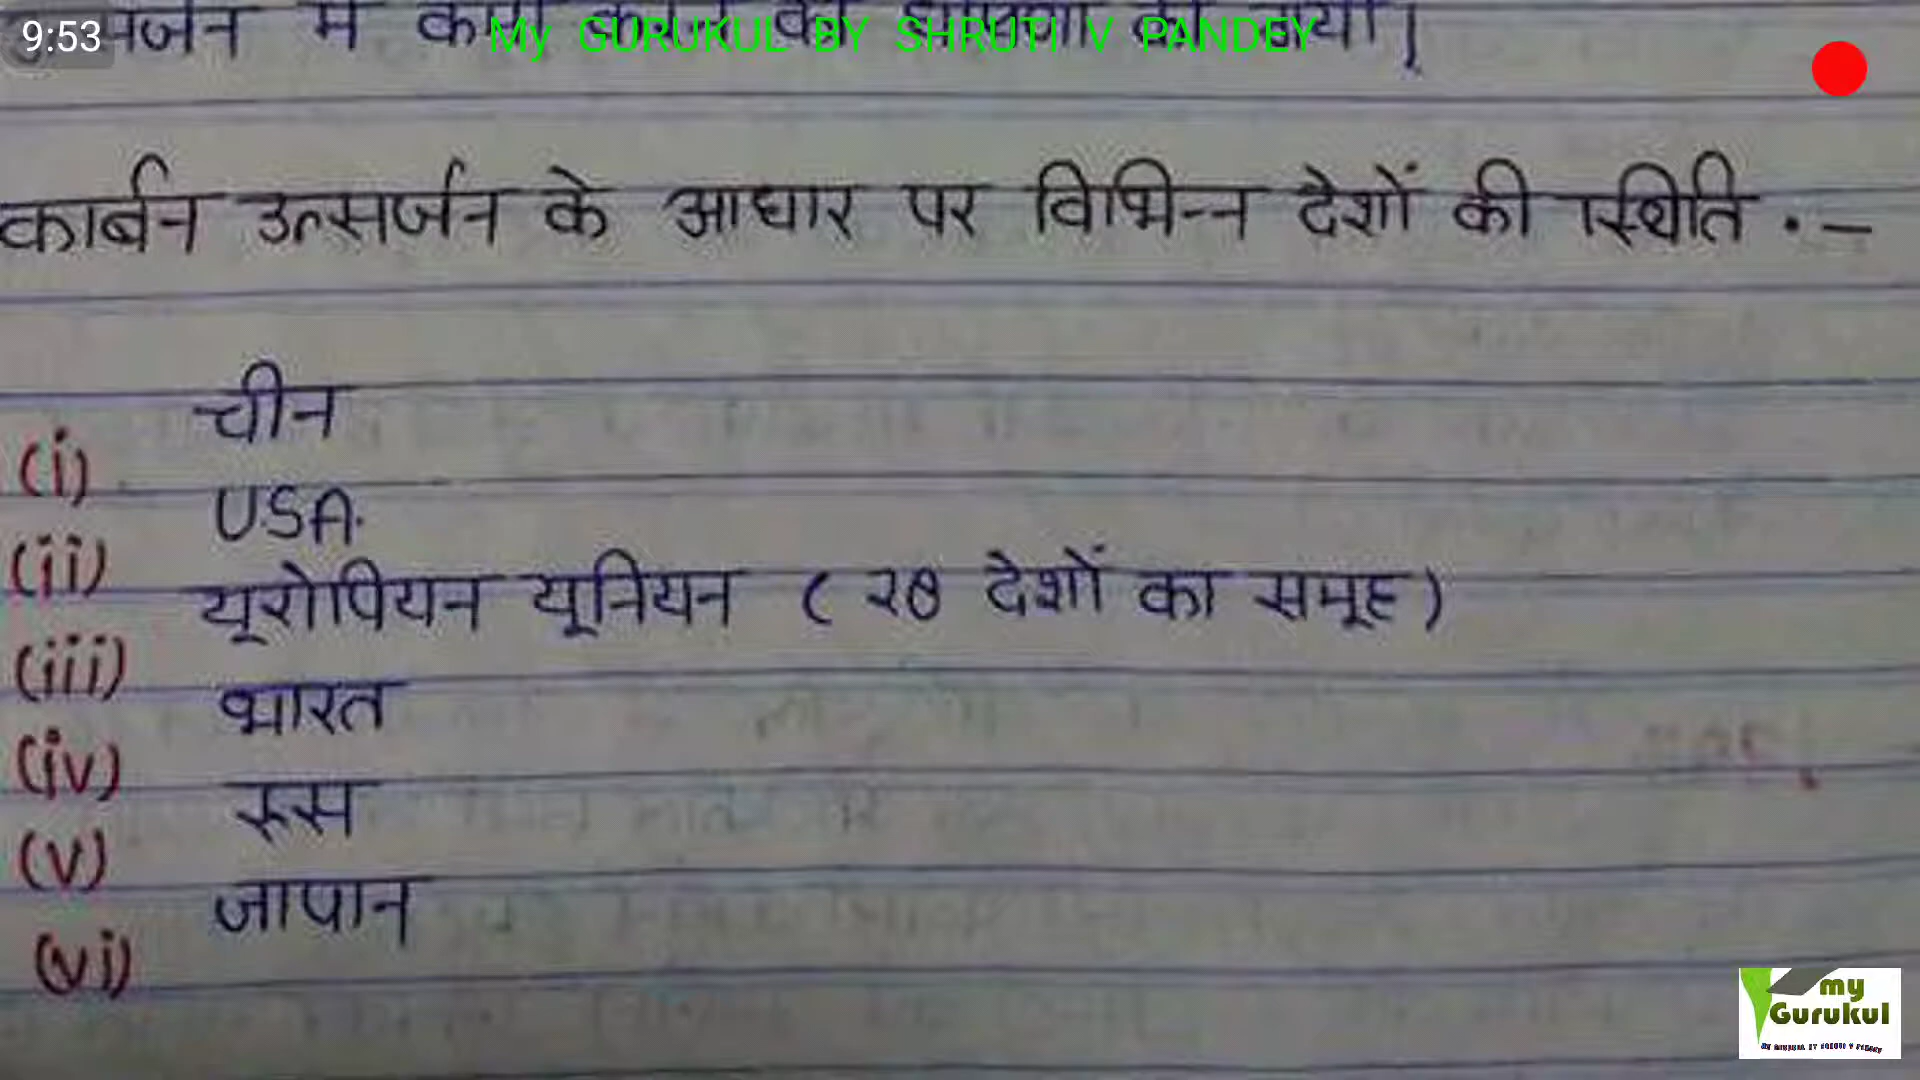 9:53
My GURUKUL BY SHRUTI V PANDEY
कार्बन उत्सर्जन के आधार पर विभिन्न देशों की स्थिति :-
(i) चीन
(ii) USA.
(iii) यूरोपियन यूनियन ( 28 देशों का समूह )
(iv) भारत
(v) रूस
(vi) जापान
my
Gurukul